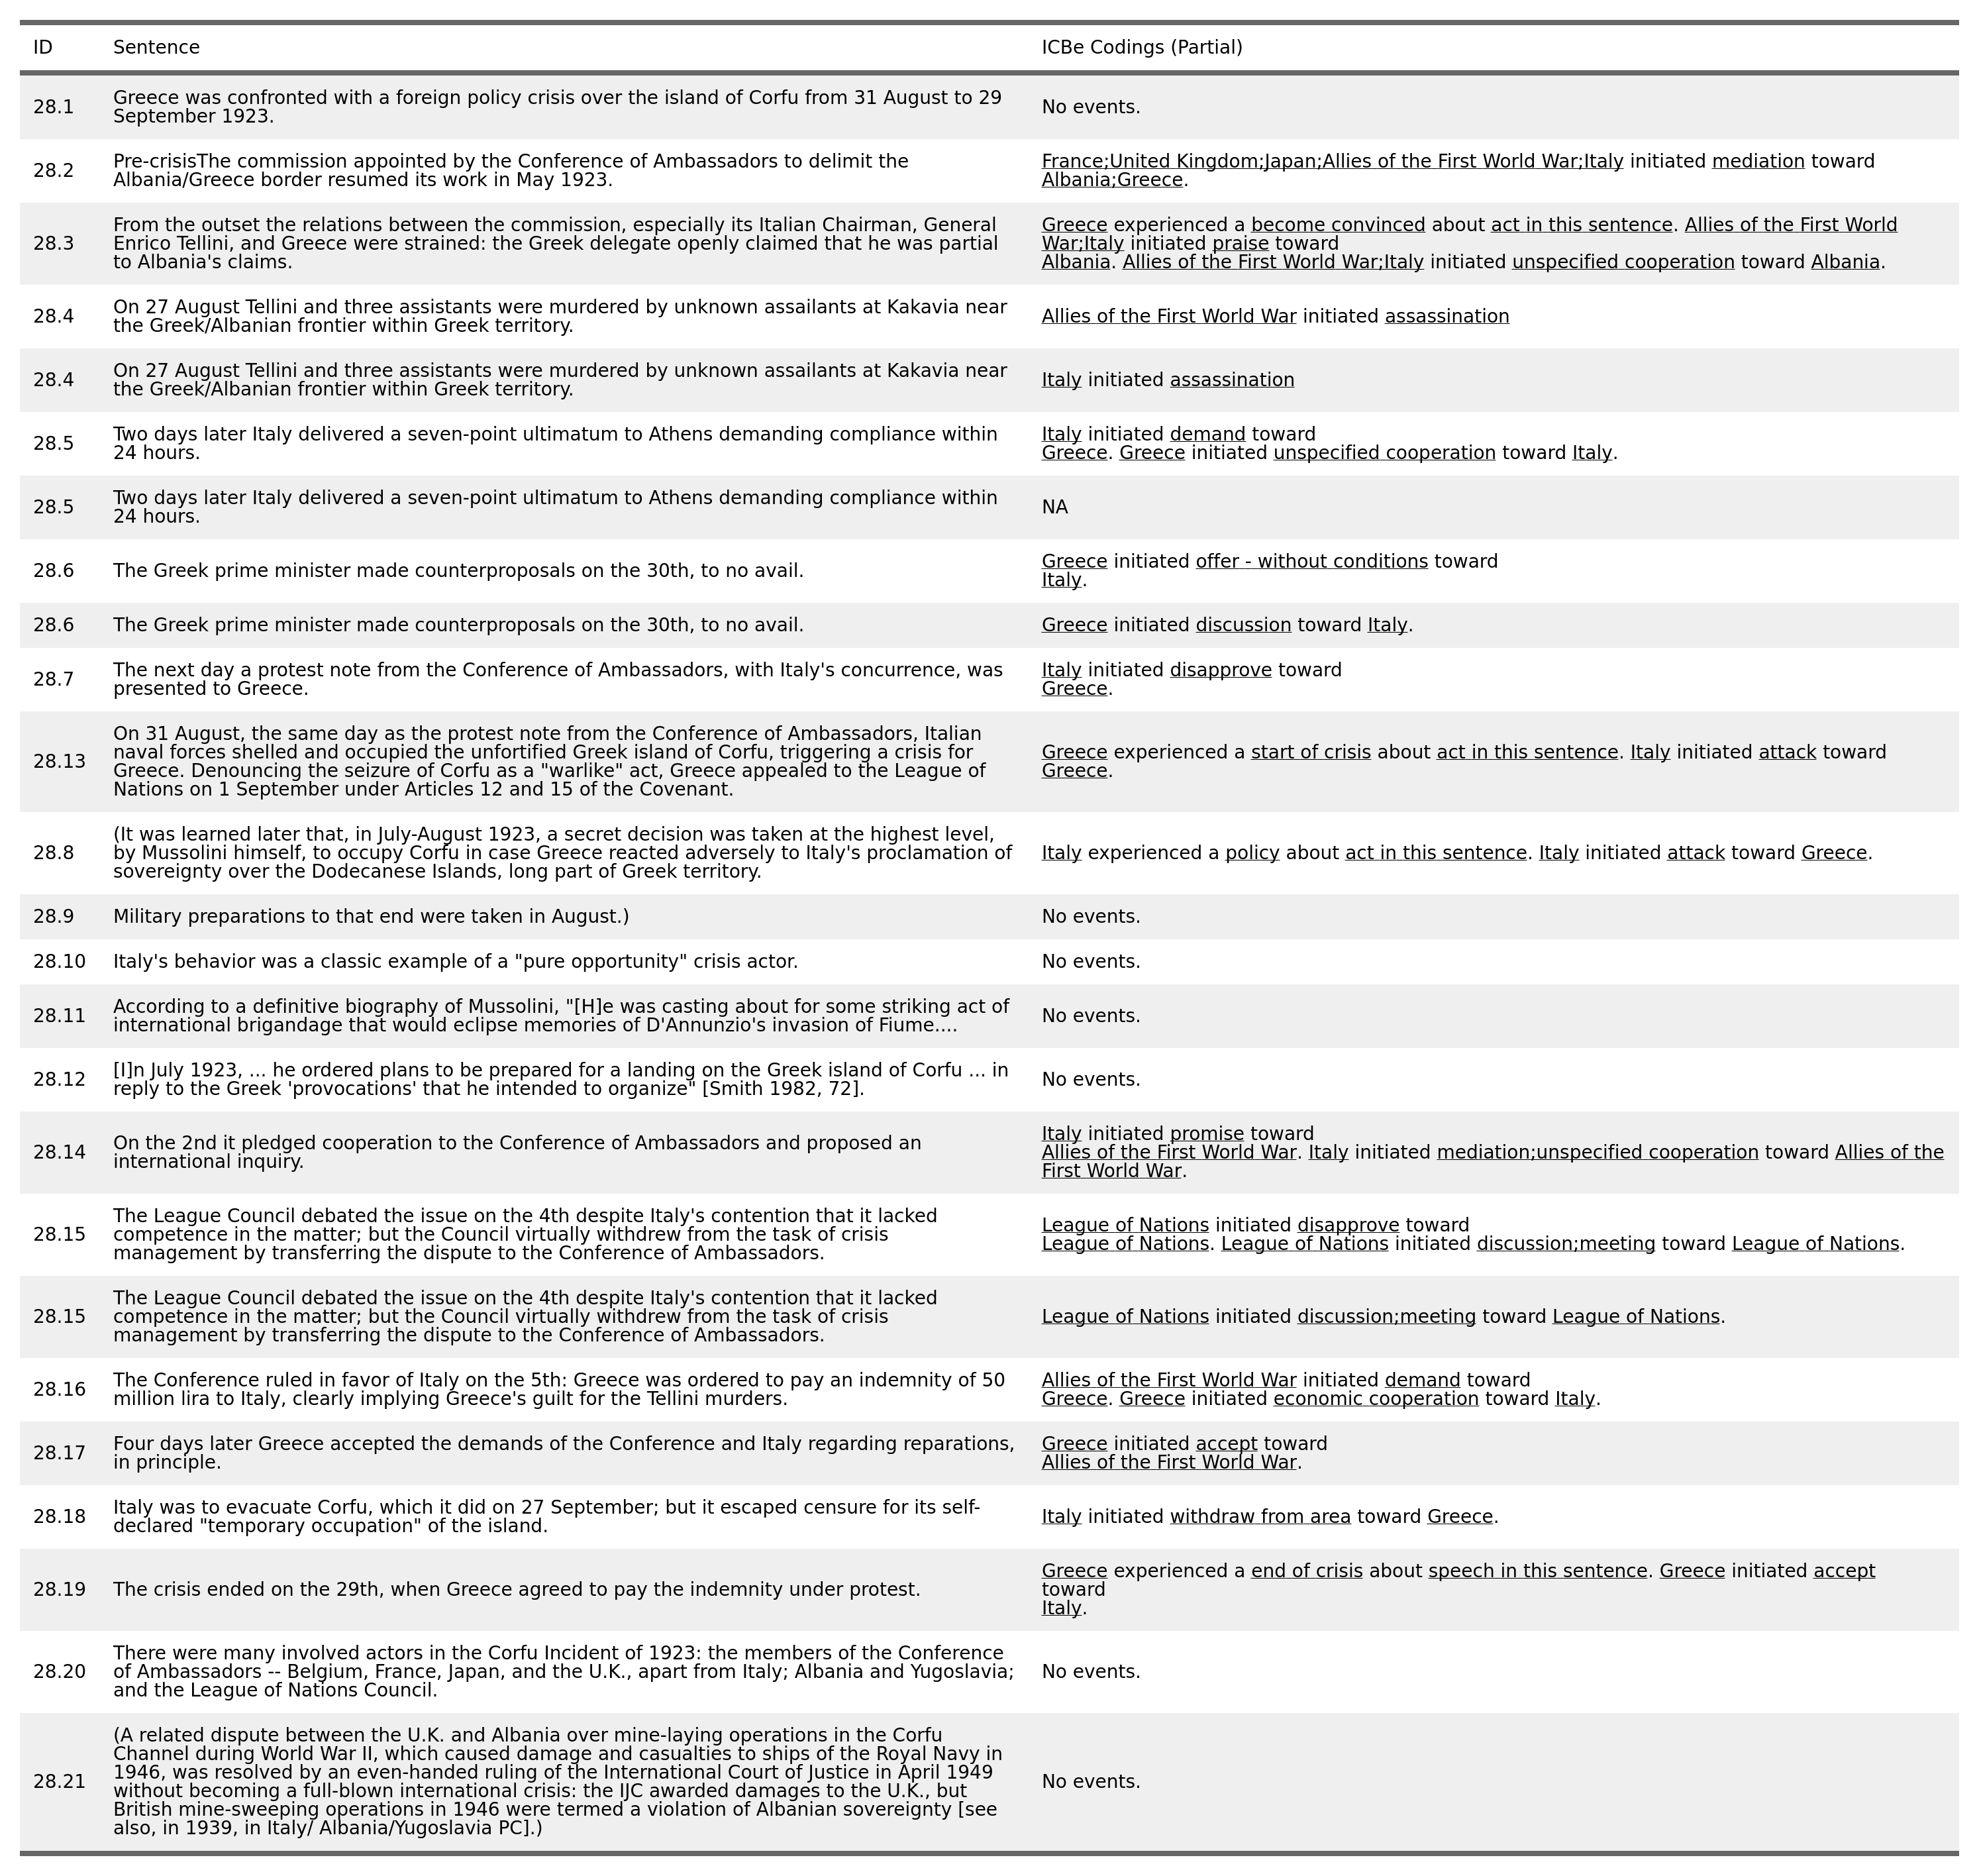 ID Sentence ICBe Codings (Partial)
28.1 Greece was confronted with a foreign policy crisis over the island of Corfu from 31 August to 29
September 1923.
No events.
28.2 Pre-crisisThe commission appointed by the Conference of Ambassadors to delimit the
Albania/Greece border resumed its work in May 1923.
France;United Kingdom;Japan;Allies of the First World War;Italy initiated mediation toward
Albania;Greece.
28.3 From the outset the relations between the commission, especially its Italian Chairman, General
Enrico Tellini, and Greece were strained: the Greek delegate openly claimed that he was partial
to Albania's claims.
Greece experienced a become convinced about act in this sentence. Allies of the First World
War;Italy initiated praise toward
Albania. Allies of the First World War;Italy initiated unspecified cooperation toward Albania.
28.4 On 27 August Tellini and three assistants were murdered by unknown assailants at Kakavia near
the Greek/Albanian frontier within Greek territory.
Allies of the First World War initiated assassination
28.4 On 27 August Tellini and three assistants were murdered by unknown assailants at Kakavia near
the Greek/Albanian frontier within Greek territory.
Italy initiated assassination
28.5 Two days later Italy delivered a seven-point ultimatum to Athens demanding compliance within
24 hours.
Italy initiated demand toward
Greece. Greece initiated unspecified cooperation toward Italy.
28.5 Two days later Italy delivered a seven-point ultimatum to Athens demanding compliance within
24 hours.
NA
28.6 The Greek prime minister made counterproposals on the 30th, to no avail.
Greece initiated offer - without conditions toward
Italy.
28.6 The Greek prime minister made counterproposals on the 30th, to no avail.
Greece initiated discussion toward Italy.
28.7 The next day a protest note from the Conference of Ambassadors, with Italy's concurrence, was
presented to Greece.
Italy initiated disapprove toward
Greece.
28.13 On 31 August, the same day as the protest note from the Conference of Ambassadors, Italian
naval forces shelled and occupied the unfortified Greek island of Corfu, triggering a crisis for
Greece. Denouncing the seizure of Corfu as a "warlike" act, Greece appealed to the League of
Nations on 1 September under Articles 12 and 15 of the Covenant.
Greece experienced a start of crisis about act in this sentence. Italy initiated attack toward
Greece.
28.8 (It was learned later that, in July-August 1923, a secret decision was taken at the highest level,
by Mussolini himself, to occupy Corfu in case Greece reacted adversely to Italy's proclamation of
sovereignty over the Dodecanese Islands, long part of Greek territory.
Italy experienced a policy about act in this sentence. Italy initiated attack toward Greece.
28.9 Military preparations to that end were taken in August.)
No events.
28.10 Italy's behavior was a classic example of a "pure opportunity" crisis actor.
No events.
28.11 According to a definitive biography of Mussolini, "[H]e was casting about for some striking act of
international brigandage that would eclipse memories of D'Annunzio's invasion of Fiume....
No events.
28.12 [I]n July 1923, ... he ordered plans to be prepared for a landing on the Greek island of Corfu ... in
reply to the Greek 'provocations' that he intended to organize" [Smith 1982, 72].
No events.
28.14 On the 2nd it pledged cooperation to the Conference of Ambassadors and proposed an
international inquiry.
Italy initiated promise toward
Allies of the First World War. Italy initiated mediation;unspecified cooperation toward Allies of the
First World War.
28.15 The League Council debated the issue on the 4th despite Italy's contention that it lacked
competence in the matter; but the Council virtually withdrew from the task of crisis
management by transferring the dispute to the Conference of Ambassadors.
League of Nations initiated disapprove toward
League of Nations. League of Nations initiated discussion;meeting toward League of Nations.
28.15 The League Council debated the issue on the 4th despite Italy's contention that it lacked
competence in the matter; but the Council virtually withdrew from the task of crisis
management by transferring the dispute to the Conference of Ambassadors.
League of Nations initiated discussion;meeting toward League of Nations.
28.16 The Conference ruled in favor of Italy on the 5th: Greece was ordered to pay an indemnity of 50
million lira to Italy, clearly implying Greece's guilt for the Tellini murders.
Allies of the First World War initiated demand toward
Greece. Greece initiated economic cooperation toward Italy.
28.17 Four days later Greece accepted the demands of the Conference and Italy regarding reparations,
in principle.
Greece initiated accept toward
Allies of the First World War.
28.18 Italy was to evacuate Corfu, which it did on 27 September; but it escaped censure for its self-
declared "temporary occupation" of the island.
Italy initiated withdraw from area toward Greece.
28.19 The crisis ended on the 29th, when Greece agreed to pay the indemnity under protest.
Greece experienced a end of crisis about speech in this sentence. Greece initiated accept
toward
Italy.
28.20 There were many involved actors in the Corfu Incident of 1923: the members of the Conference
of Ambassadors -- Belgium, France, Japan, and the U.K., apart from Italy; Albania and Yugoslavia;
and the League of Nations Council.
No events.
28.21 (A related dispute between the U.K. and Albania over mine-laying operations in the Corfu
Channel during World War II, which caused damage and casualties to ships of the Royal Navy in
1946, was resolved by an even-handed ruling of the International Court of Justice in April 1949
without becoming a full-blown international crisis: the IJC awarded damages to the U.K., but
British mine-sweeping operations in 1946 were termed a violation of Albanian sovereignty [see
also, in 1939, in Italy/ Albania/Yugoslavia PC].)
No events.